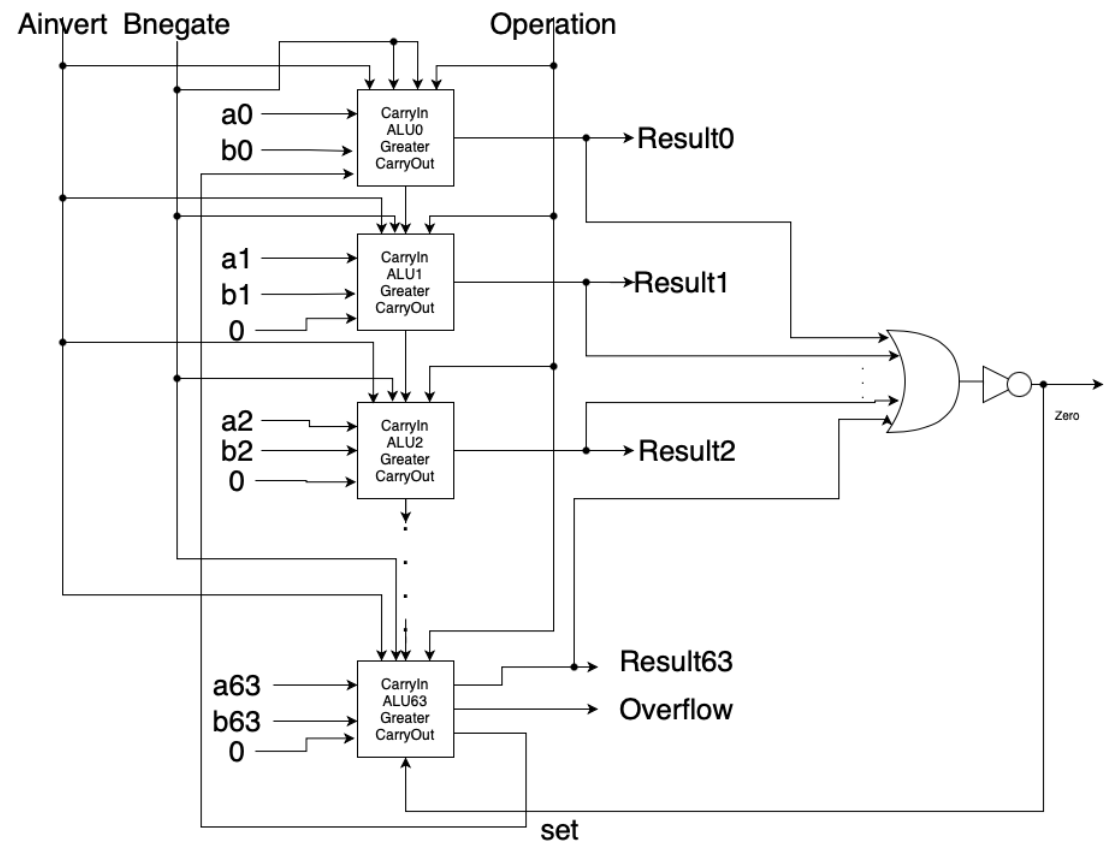 Ainvert Bnegate Operation
CarryIn
ALU0
Greater
CarryOut
a0
b0
Result0
CarryIn
ALU1
Greater
CarryOut
a1
b1
0
Result1
CarryIn
ALU2
Greater
CarryOut
a2
b2
0
Result2
Zero
CarryIn
ALU63
Greater
CarryOut
a63
b63
0
Result63
Overflow
set